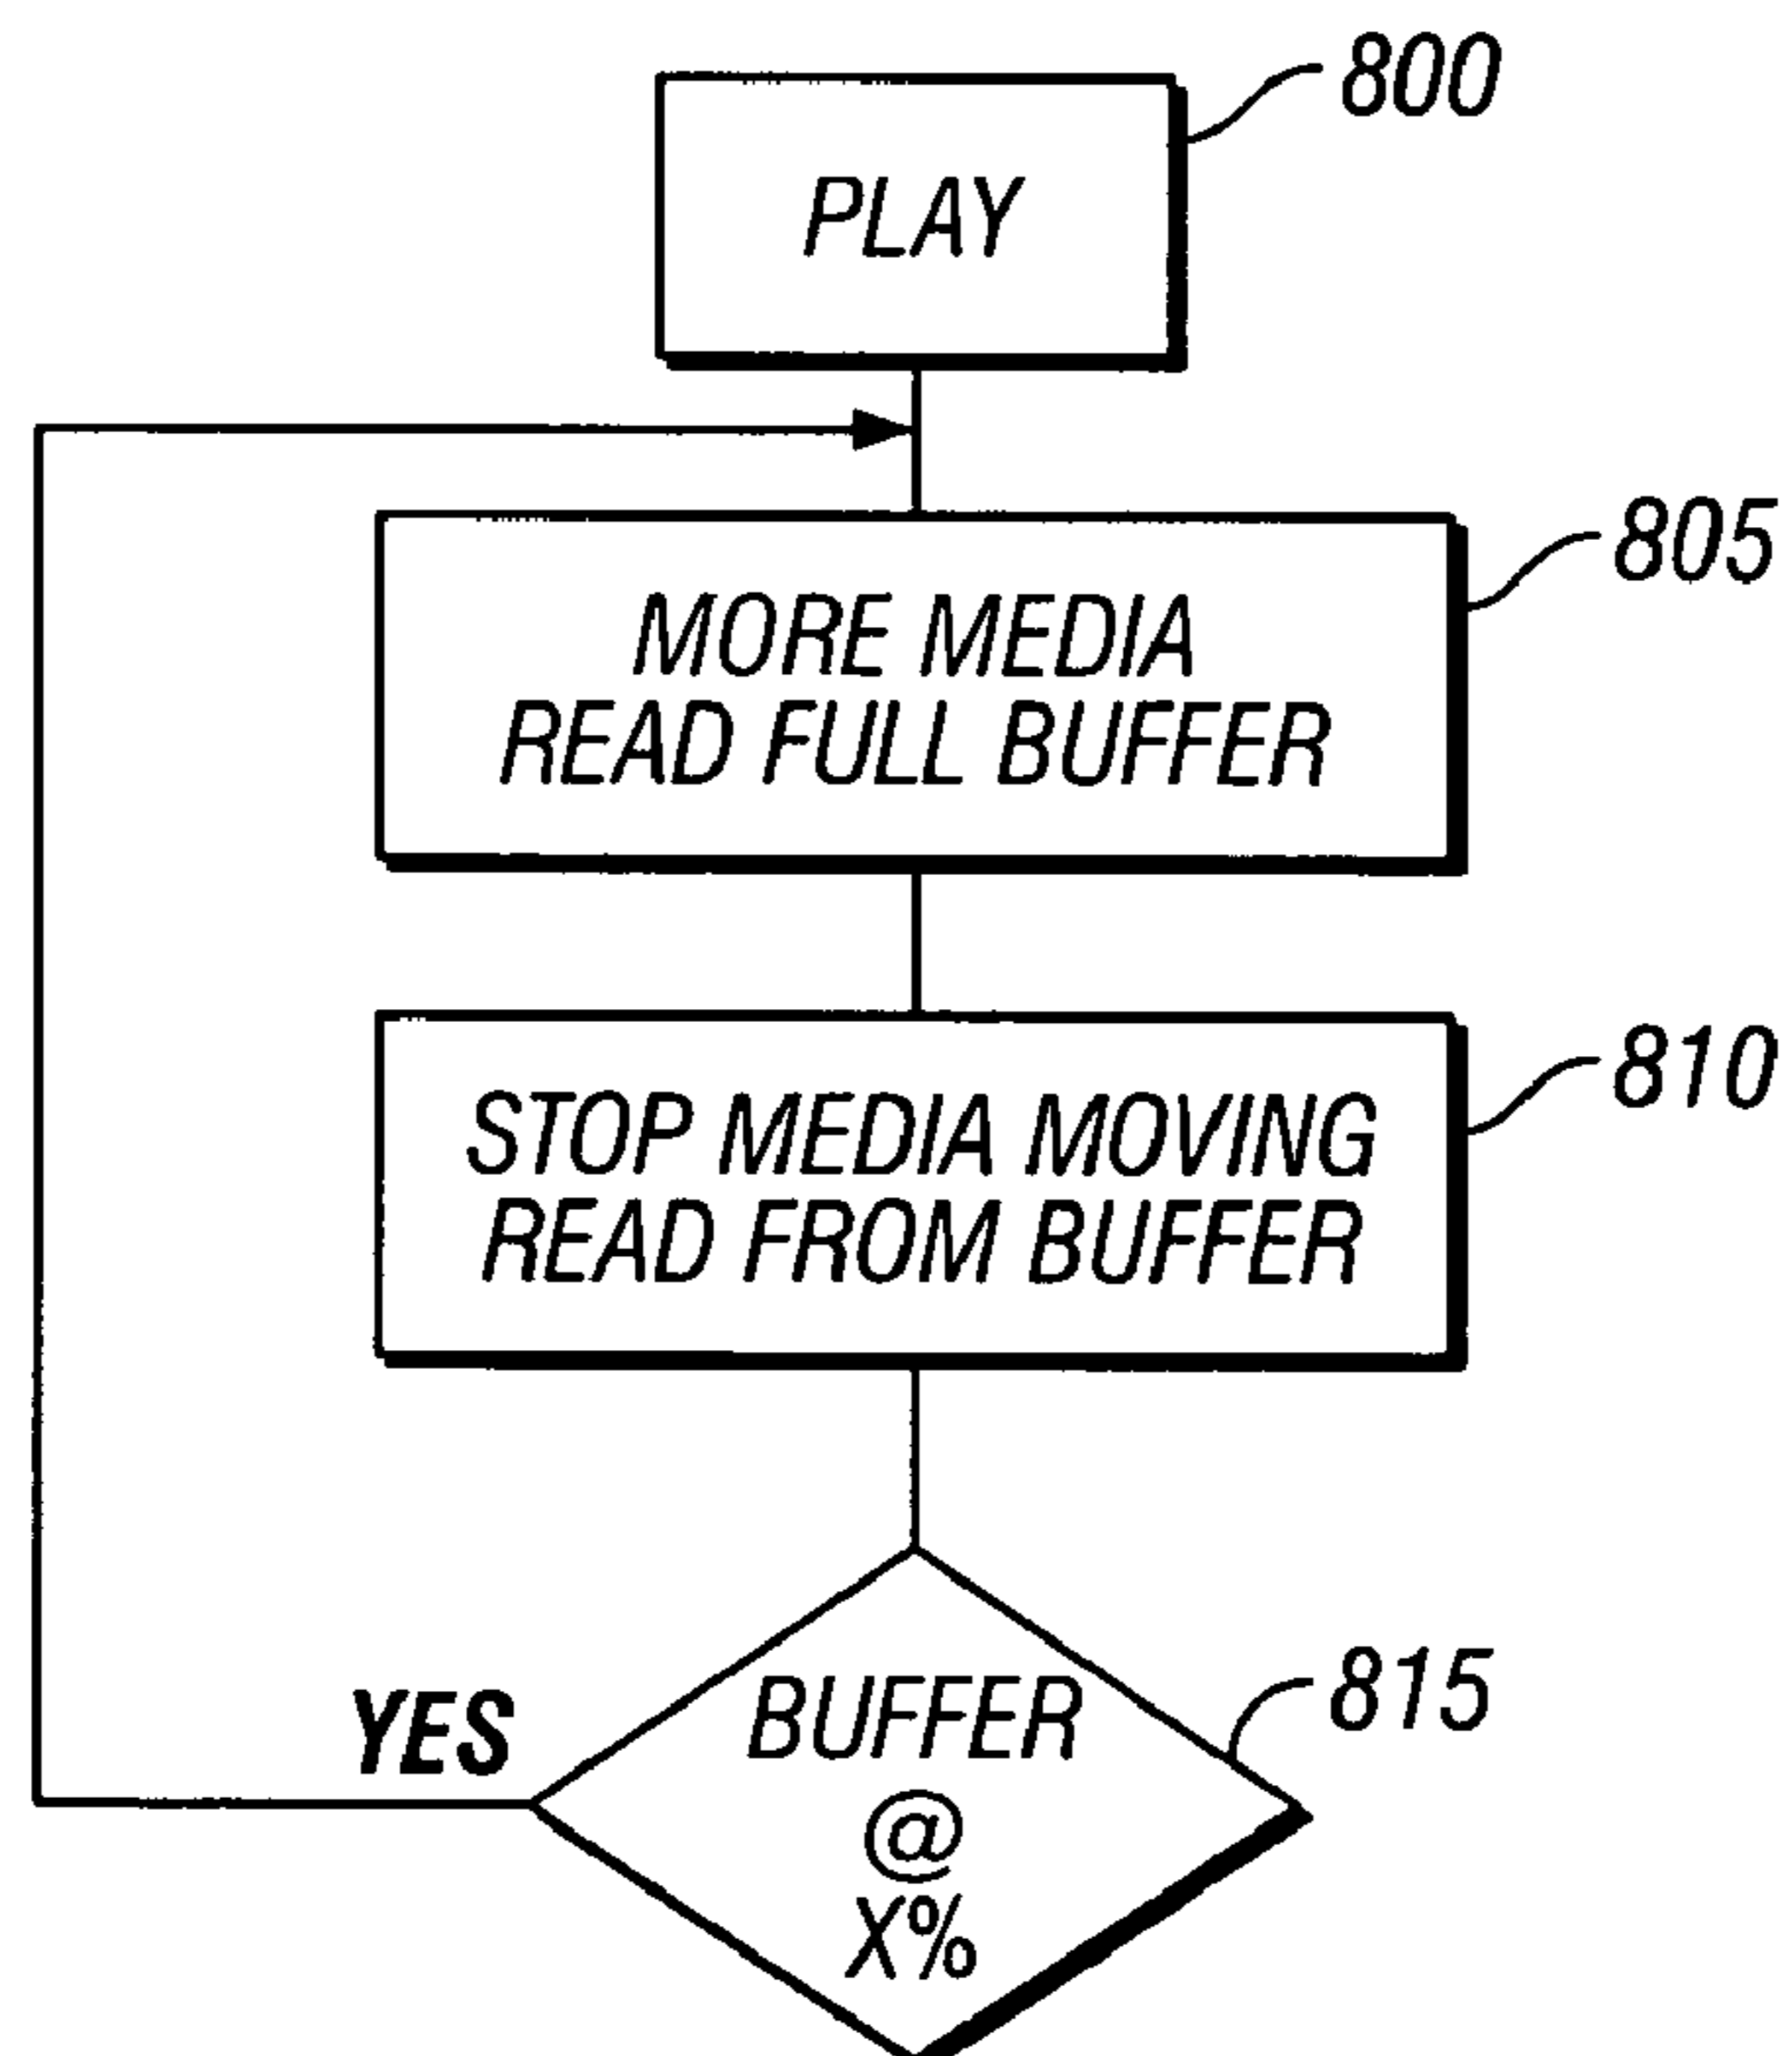 800
PLAY
805
MORE MEDIA
READ FULL BUFFER
810
STOP MEDIA MOVING
READ FROM BUFFER
YES
815
BUFFER
@
X%